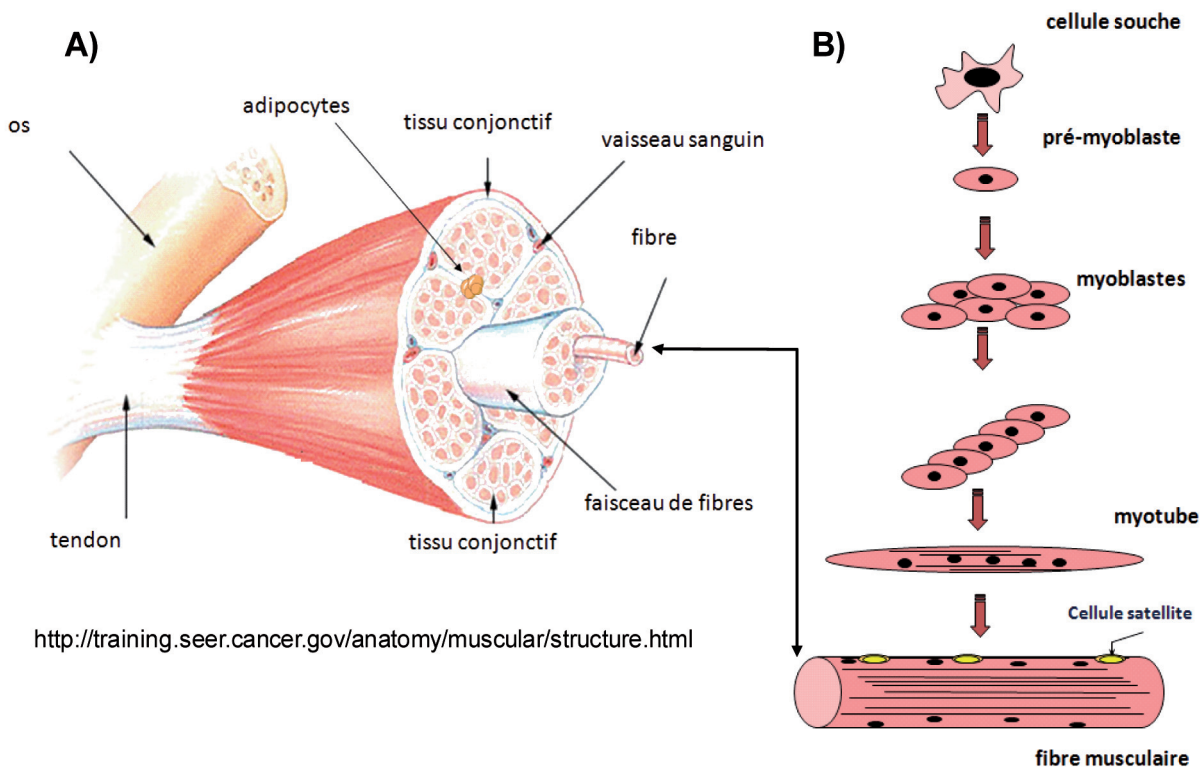 A)
os
adipocytes
tissu conjonctif
vaisseau sanguin
fibre
faisceau de fibres
tissu conjonctif
tendon
http://training.seer.cancer.gov/anatomy/muscular/structure.html
B)
cellule souche
pré-myoblaste
myoblastes
myotube
Cellule satellite
fibre musculaire